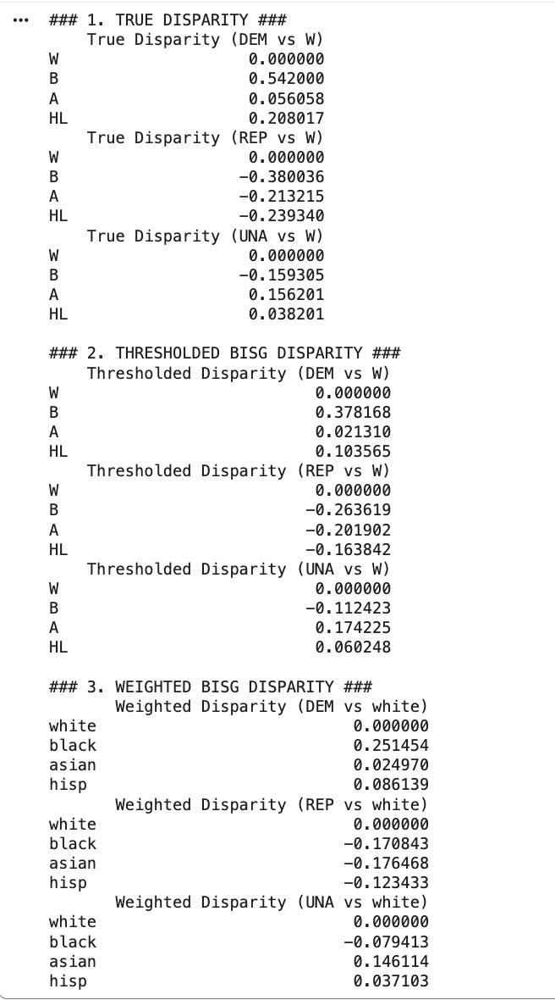 ### 1. TRUE DISPARITY ###
True Disparity (DEM vs W)
W 0.000000
B 0.542000
A 0.056058
HL 0.208017
True Disparity (REP vs W)
W 0.000000
B -0.380036
A -0.213215
HL -0.239340
True Disparity (UNA vs W)
W 0.000000
B -0.159305
A 0.156201
HL 0.038201
### 2. THRESHOLDED BISG DISPARITY ###
Thresholded Disparity (DEM vs W)
W 0.000000
B 0.378168
A 0.021310
HL 0.103565
Thresholded Disparity (REP vs W)
W 0.000000
B -0.263619
A -0.201902
HL -0.163842
Thresholded Disparity (UNA vs W)
W 0.000000
B -0.112423
A 0.174225
HL 0.060248
### 3. WEIGHTED BISG DISPARITY ###
Weighted Disparity (DEM vs white)
white 0.000000
black 0.251454
asian 0.024970
hisp 0.086139
Weighted Disparity (REP vs white)
white 0.000000
black -0.170843
asian -0.176468
hisp -0.123433
Weighted Disparity (UNA vs white)
white 0.000000
black -0.079413
asian 0.146114
hisp 0.037103